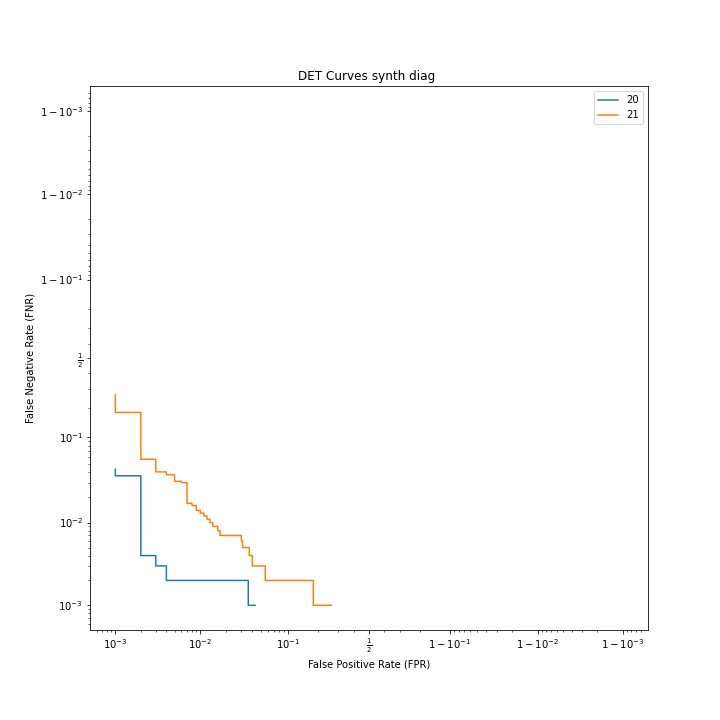 DET Curves synth diag
20
21
1 − 10⁻³
1 − 10⁻²
1 − 10⁻¹
1/2
10⁻¹
10⁻²
10⁻³
False Negative Rate (FNR)
10⁻³ 10⁻² 10⁻¹ 1/2 1 − 10⁻¹ 1 − 10⁻² 1 − 10⁻³
False Positive Rate (FPR)